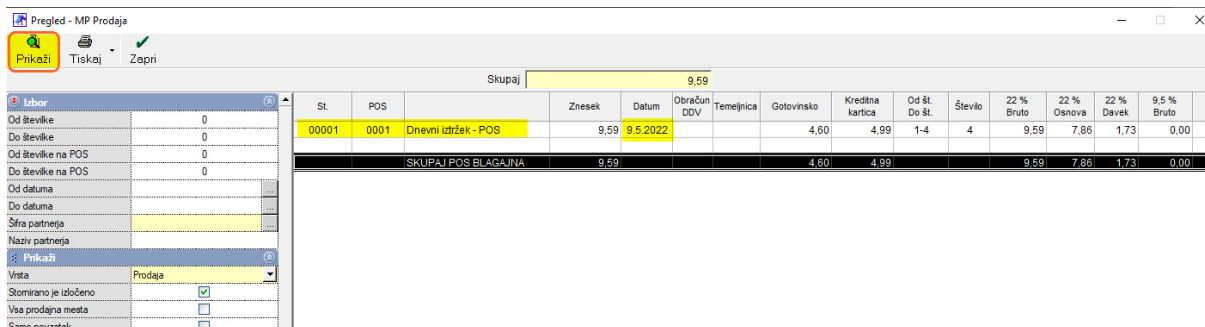 Pregled - MP Prodaja
Prikaži Tiskaj Zapri
Skupaj 9,59
Izbor
Od številke 0
Do številke 0
Od številke na POS 0
Do številke na POS 0
Od datuma ...
Do datuma ...
Šifra partnerja ...
Naziv partnerja
Prikaži
Vrsta Prodaja
Stornirano je izločeno
Vsa prodajna mesta
Samo povzetek
St. POS Znesek Datum Obračun DDV Temeljnica Gotovinsko Kreditna kartica Od št. Do št. Število 22 % Bruto 22 % Osnova 22 % Davek 9,5 % Bruto
00001 0001 Dnevni iztržek - POS 9,59 9.5.2022 4,60 4,99 1-4 4 9,59 7,86 1,73 0,00
SKUPAJ POS BLAGAJNA 9,59 4,60 4,99 9,59 7,86 1,73 0,00